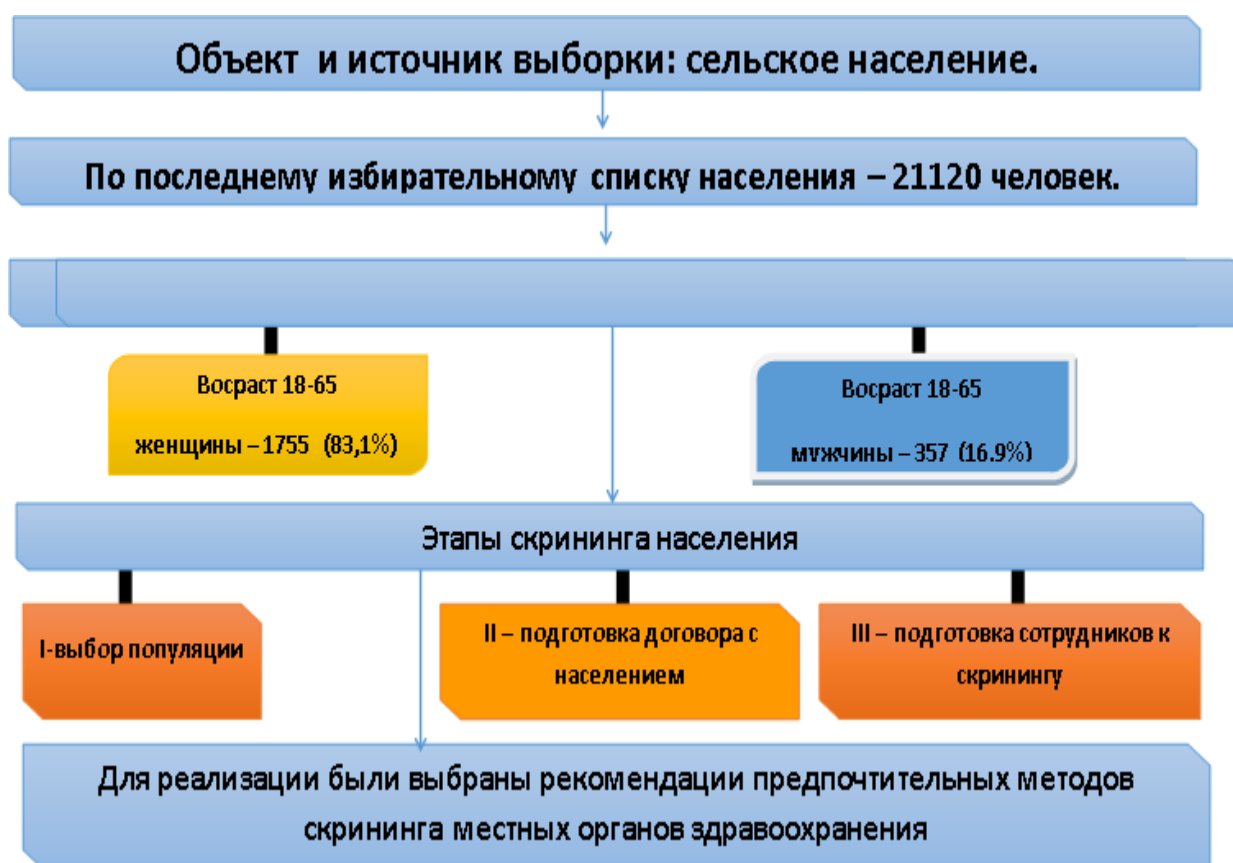 Объект и источник выборки: сельское население.
По последнему избирательному списку населения – 21120 человек.
Восраст 18-65
женщины – 1755 (83,1%)
Восраст 18-65
мужчины – 357 (16.9%)
Этапы скрининга населения
I-выбор популяции
II – подготовка договора с
населением
III – подготовка сотрудников к
скринингу
Для реализации были выбраны рекомендации предпочтительных методов
скрининга местных органов здравоохранения